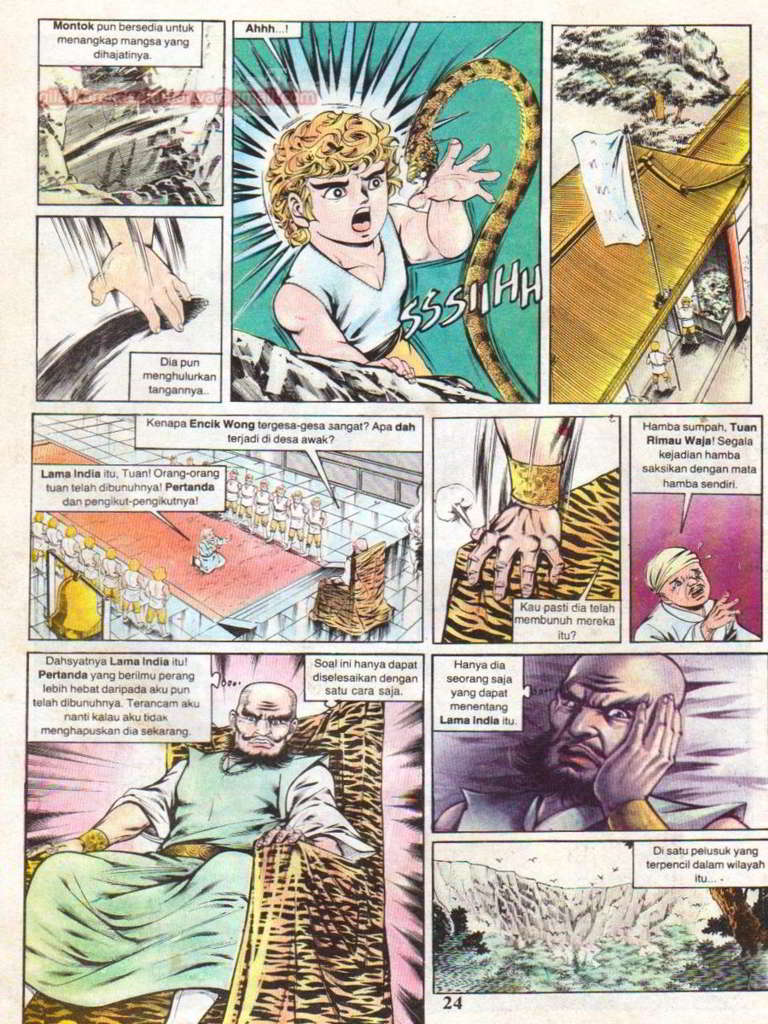 Montok pun bersedia untuk
menangkap mangsa yang
dihajatinya.
Ahhh...!
Dia pun
menghulurkan
tangannya..
SSSIIHH
Kenapa Encik Wong tergesa-gesa sangat? Apa dah
terjadi di desa awak?
Lama India itu, Tuan! Orang-orang
tuan telah dibunuhnya! Pertanda
dan pengikut-pengikutnya!
Kau pasti dia telah
membunuh mereka
itu?
Hamba sumpah, Tuan
Rimau Waja! Segala
kejadian hamba
saksikan dengan mata
hamba sendiri.
Dahsyatnya Lama India itu!
Pertanda yang berilmu perang
lebih hebat daripada aku pun
telah dibunuhnya. Terancam aku
nanti kalau aku tidak
menghapuskan dia sekarang.
Soal ini hanya dapat
diselesaikan dengan
satu cara saja.
Hanya dia
seorang saja
yang dapat
menentang
Lama India itu.
Di satu pelusuk yang
terpencil dalam wilayah
itu...
24